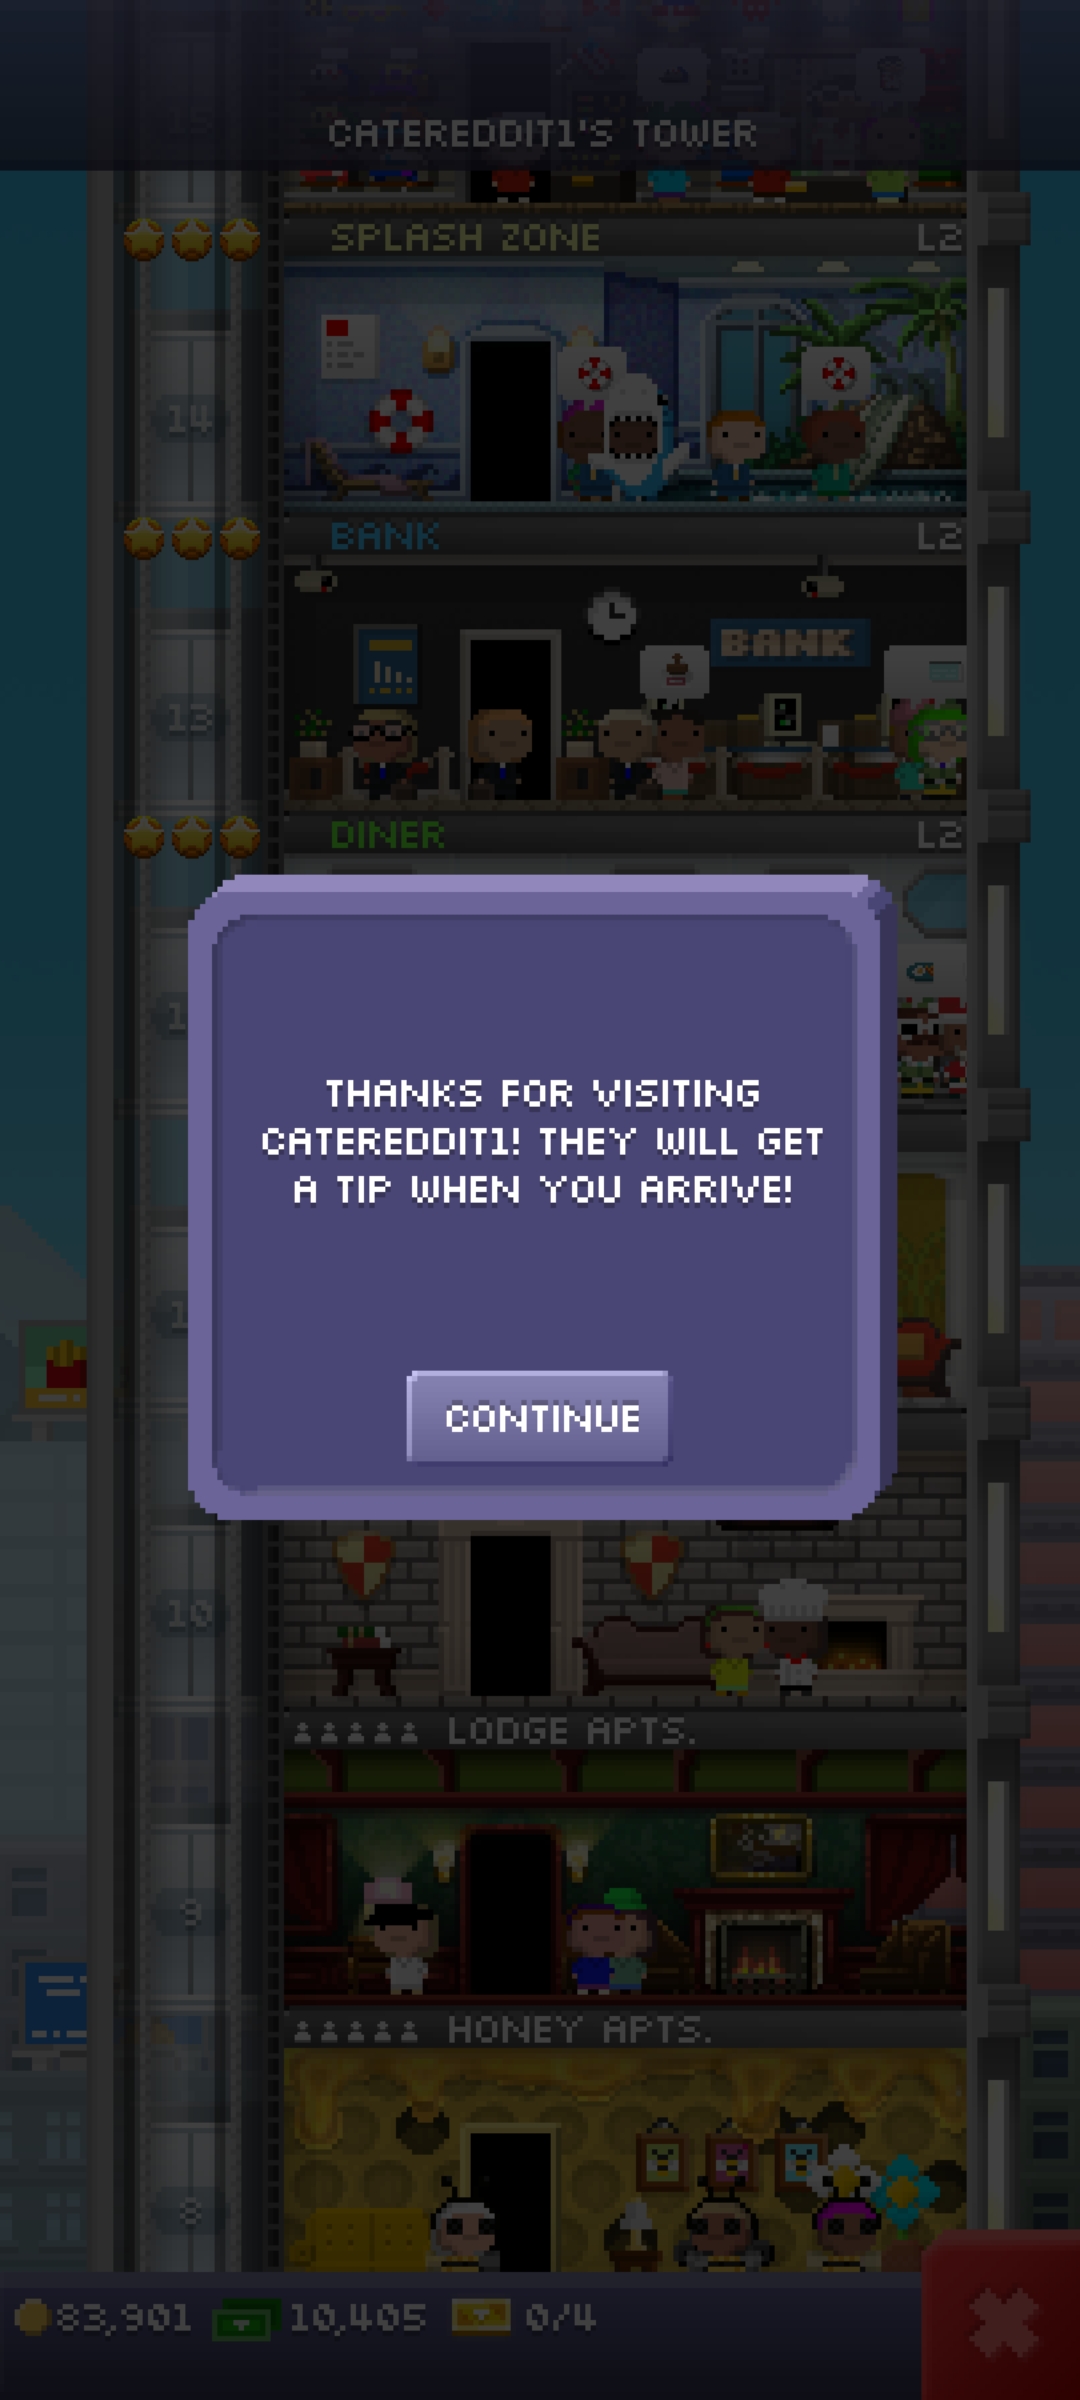 CATEREDDIT1'S TOWER
SPLASH ZONE L2
14
BANK L2
BANK
13
DINER L2
THANKS FOR VISITING
CATEREDDIT1! THEY WILL GET
A TIP WHEN YOU ARRIVE!
CONTINUE
10
LODGE APTS.
9
HONEY APTS.
8
83,901 10,405 0/4